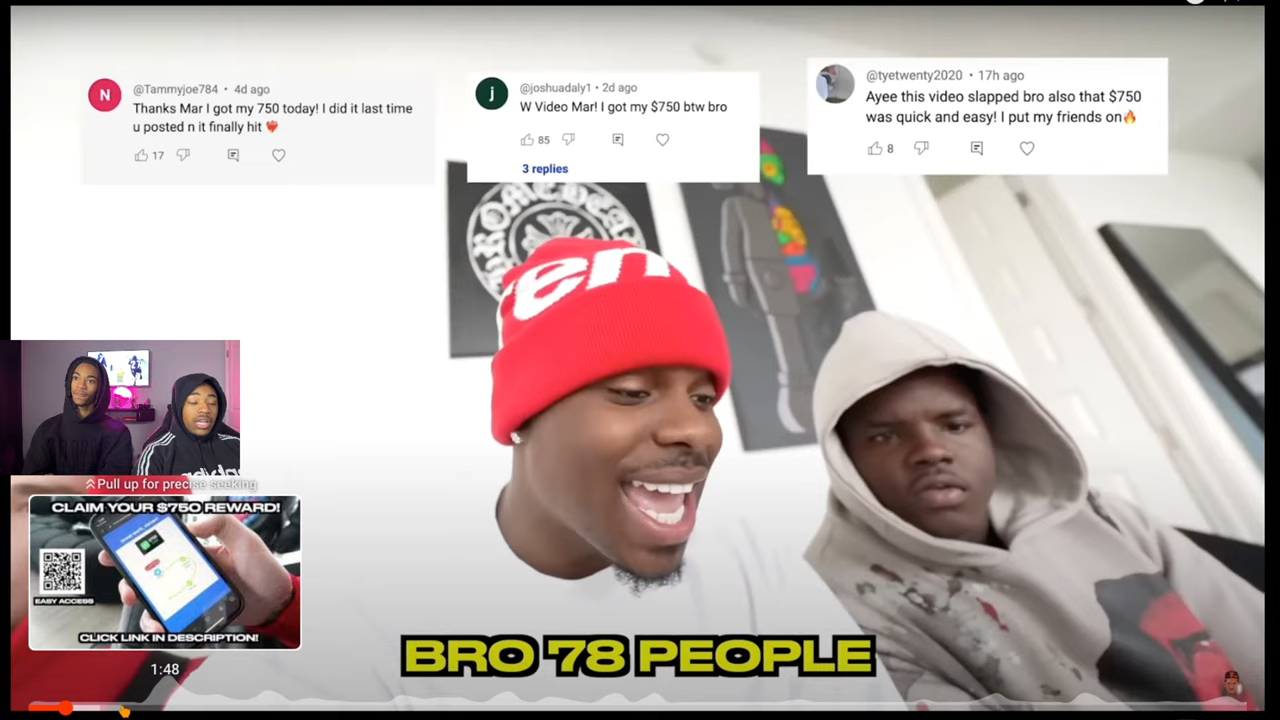 @Tammyjoe784 • 4d ago
Thanks Mar I got my 750 today! I did it last time
u posted n it finally hit ❤️‍🔥
17
@joshuadaly1 • 2d ago
W Video Mar! I got my $750 btw bro
85
3 replies
@tyetwenty2020 • 17h ago
Ayee this video slapped bro also that $750
was quick and easy! I put my friends on🔥
8
N
j
Pull up for precise seeking
CLAIM YOUR $750 REWARD!
EASY ACCESS
CLICK LINK IN DESCRIPTION!
1:48
BRO 78 PEOPLE